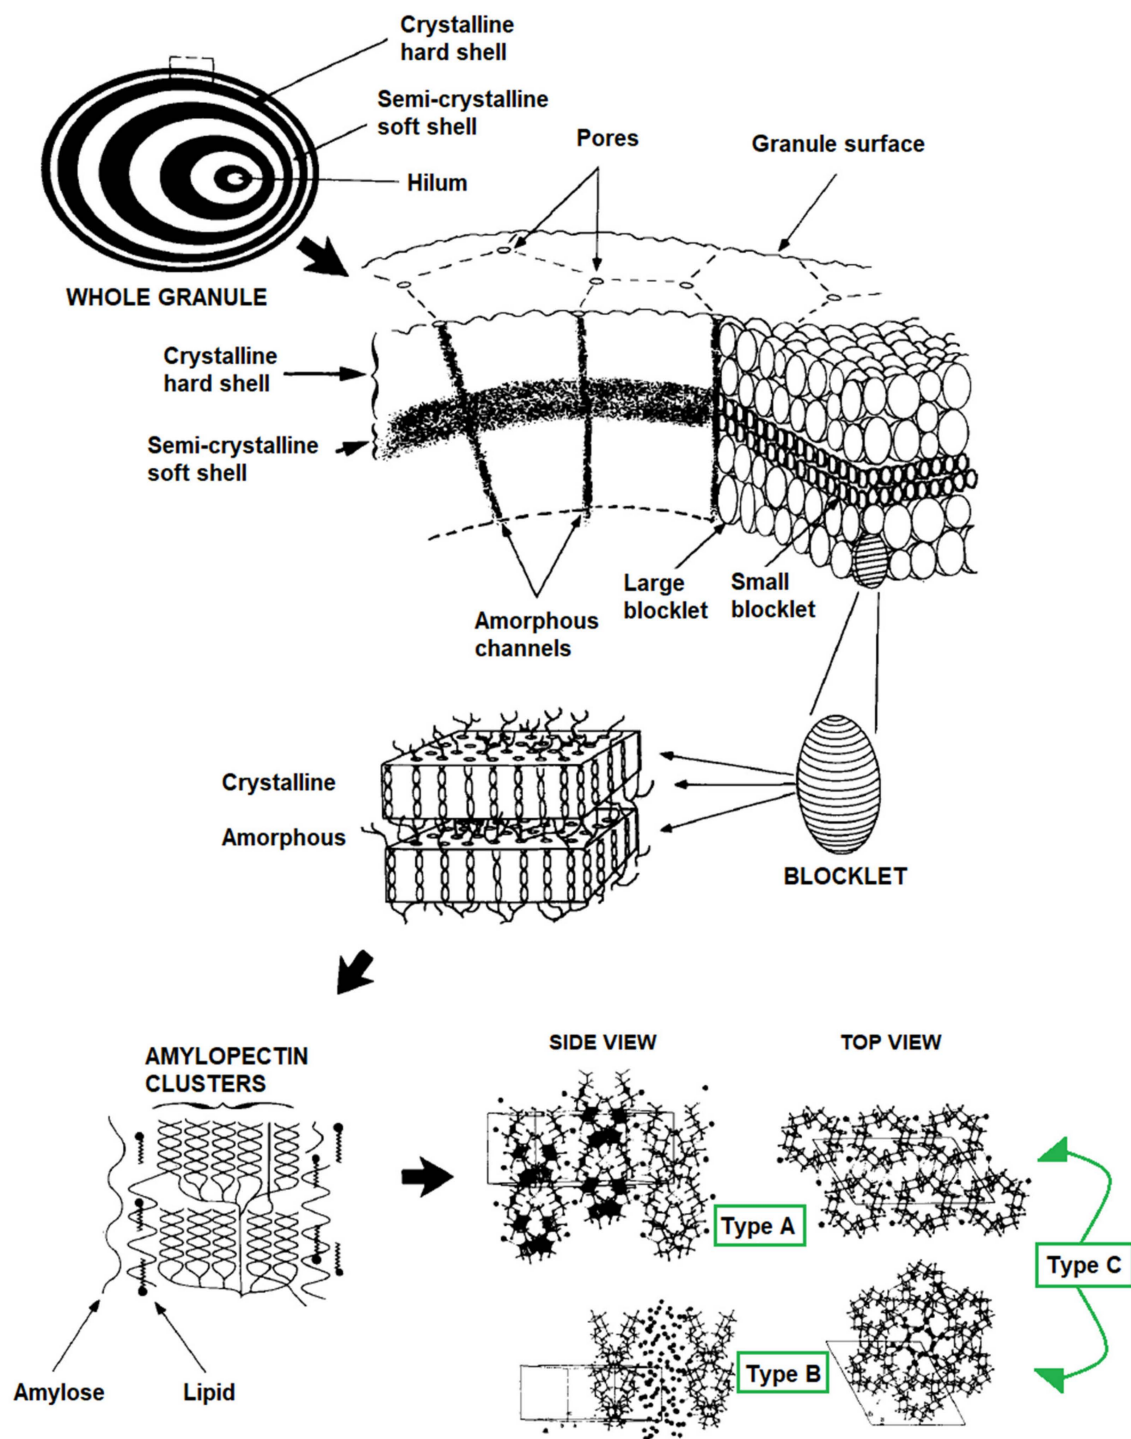 Crystalline
hard shell
Semi-crystalline
soft shell
Hilum
WHOLE GRANULE
Pores
Granule surface
Crystalline
hard shell
Semi-crystalline
soft shell
Amorphous
channels
Large
blocklet
Small
blocklet
Crystalline
Amorphous
BLOCKLET
AMYLOPECTIN
CLUSTERS
Amylose
Lipid
SIDE VIEW
TOP VIEW
Type A
Type C
Type B